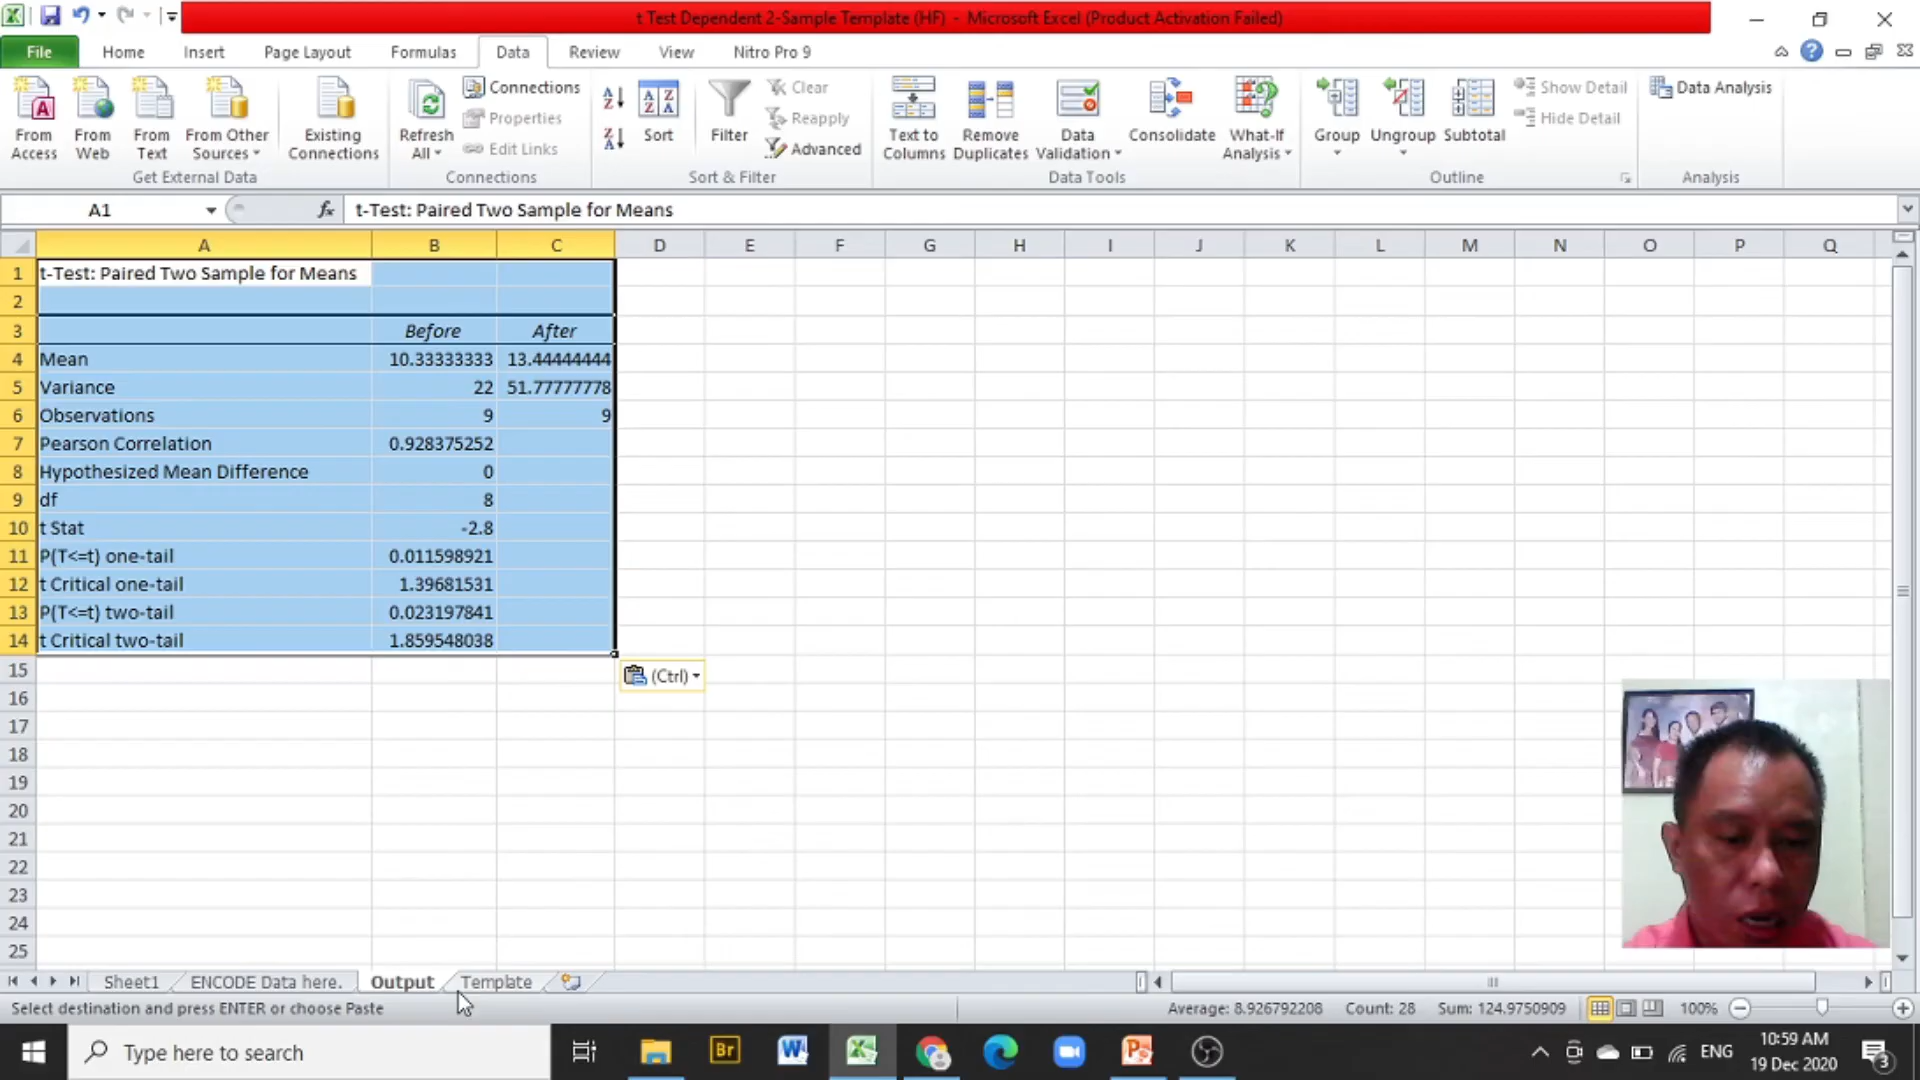 t Test Dependent 2-Sample Template (HF) - Microsoft Excel (Product Activation Failed)
File Home Insert Page Layout Formulas Data Review View Nitro Pro 9
From Access
From Web
From Text
From Other Sources
Existing Connections
Get External Data
Refresh All
Connections
Properties
Edit Links
Connections
Sort
Filter
Clear
Reapply
Advanced
Sort & Filter
Text to Columns
Remove Duplicates
Data Validation
Consolidate
What-If Analysis
Data Tools
Group
Ungroup
Subtotal
Show Detail
Hide Detail
Outline
Data Analysis
Analysis
A1 fx t-Test: Paired Two Sample for Means
A B C D E F G H I J K L M N O P Q
1 t-Test: Paired Two Sample for Means
2
3 Before After
4 Mean 10.33333333 13.44444444
5 Variance 22 51.77777778
6 Observations 9 9
7 Pearson Correlation 0.928375252
8 Hypothesized Mean Difference 0
9 df 8
10 t Stat -2.8
11 P(T<=t) one-tail 0.011598921
12 t Critical one-tail 1.39681531
13 P(T<=t) two-tail 0.023197841
14 t Critical two-tail 1.859548038
15 (Ctrl)
16
17
18
19
20
21
22
23
24
25
Sheet1 ENCODE Data here. Output Template
Select destination and press ENTER or choose Paste Average: 8.926792208 Count: 28 Sum: 124.9750909 100%
Type here to search Br ENG 10:59 AM
19 Dec 2020 3